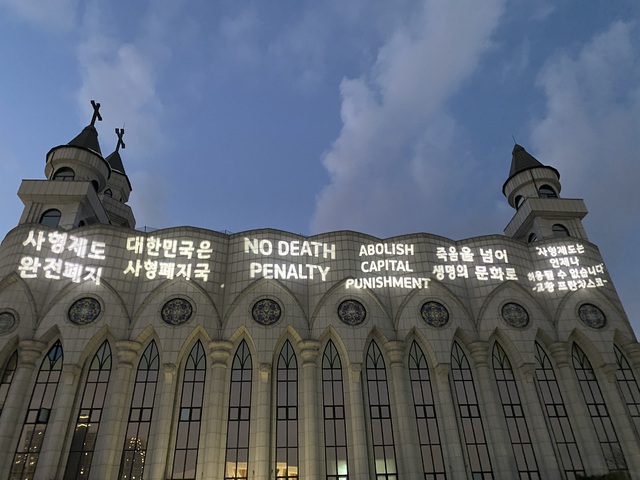 사형제도
완전폐지
대한민국은
사형폐지국
NO DEATH
PENALTY
ABOLISH
CAPITAL
PUNISHMENT
죽음을 넘어
생명의 문화로
"사형제도는
언제나
허용될 수 없습니다"
-교황 프란치스코-